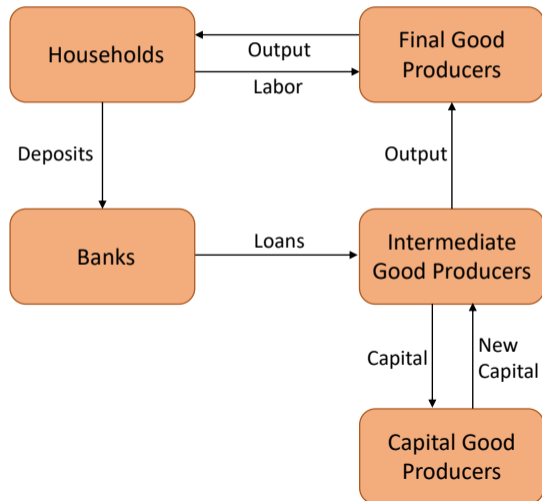 Households
Output
Labor
Final Good
Producers
Deposits
Output
Banks
Loans
Intermediate
Good Producers
Capital
New
Capital
Capital Good
Producers